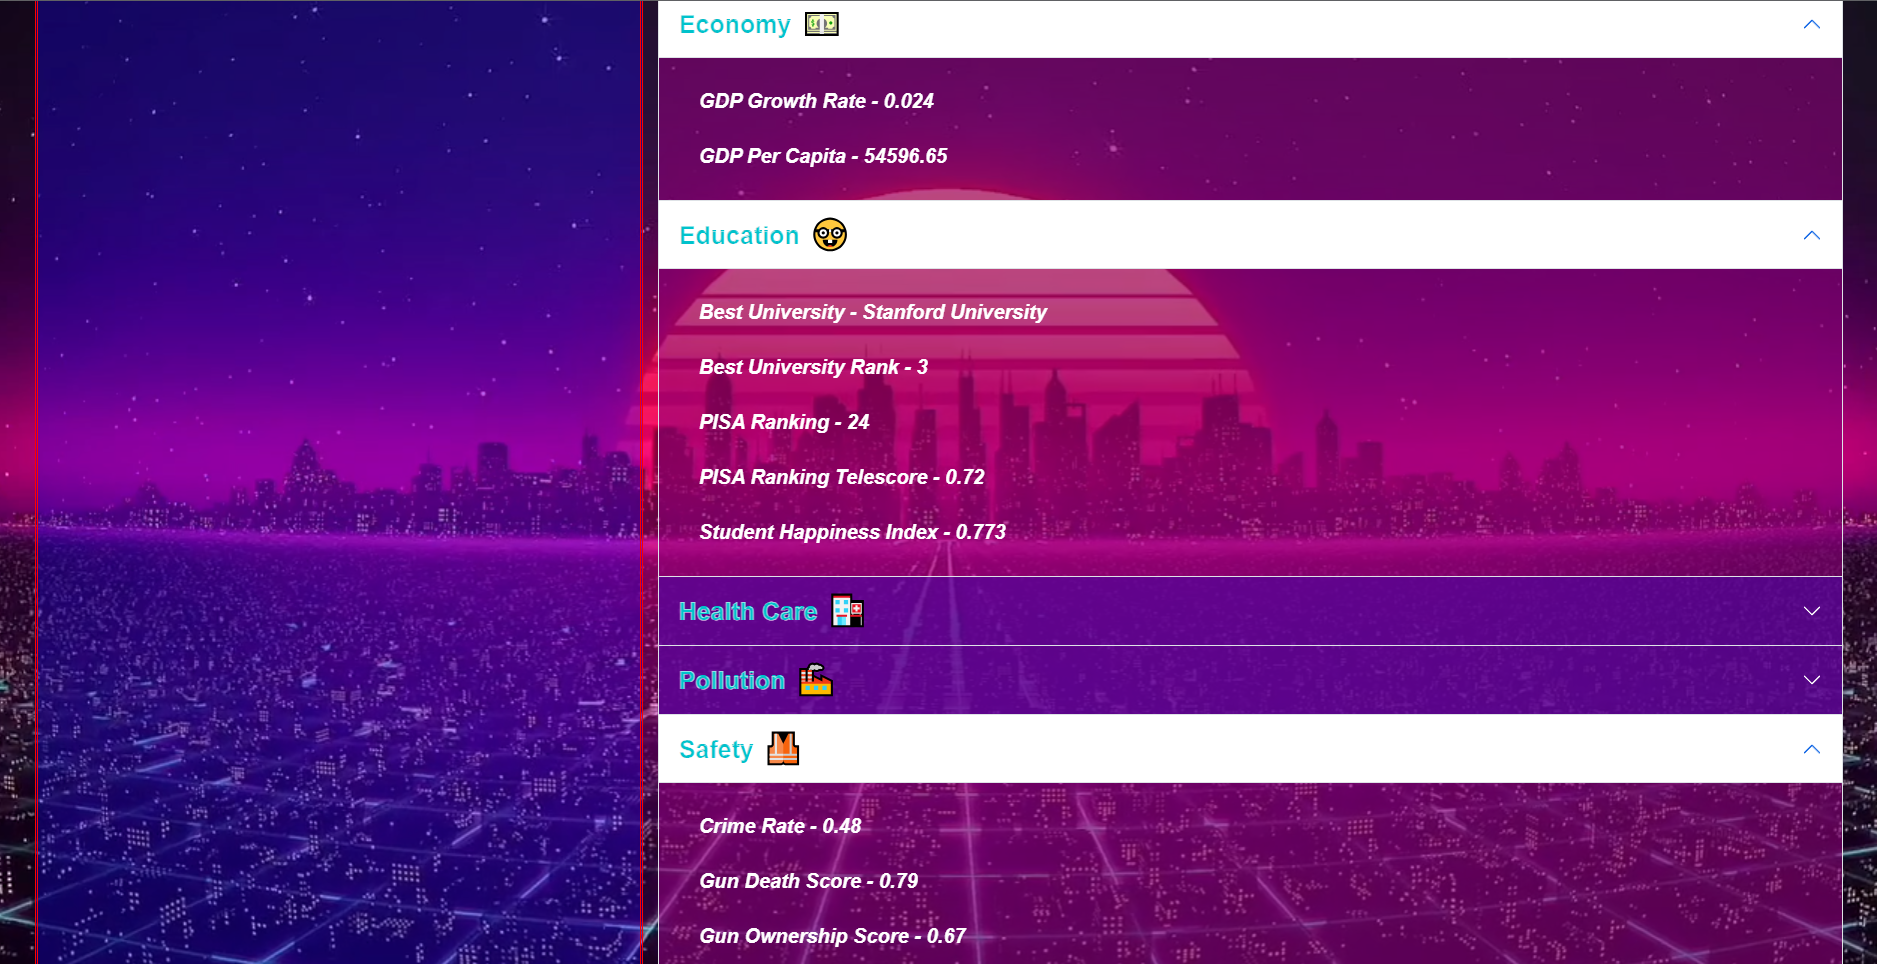 Economy
GDP Growth Rate - 0.024
GDP Per Capita - 54596.65
Education
Best University - Stanford University
Best University Rank - 3
PISA Ranking - 24
PISA Ranking Telescore - 0.72
Student Happiness Index - 0.773
Health Care
Pollution
Safety
Crime Rate - 0.48
Gun Death Score - 0.79
Gun Ownership Score - 0.67